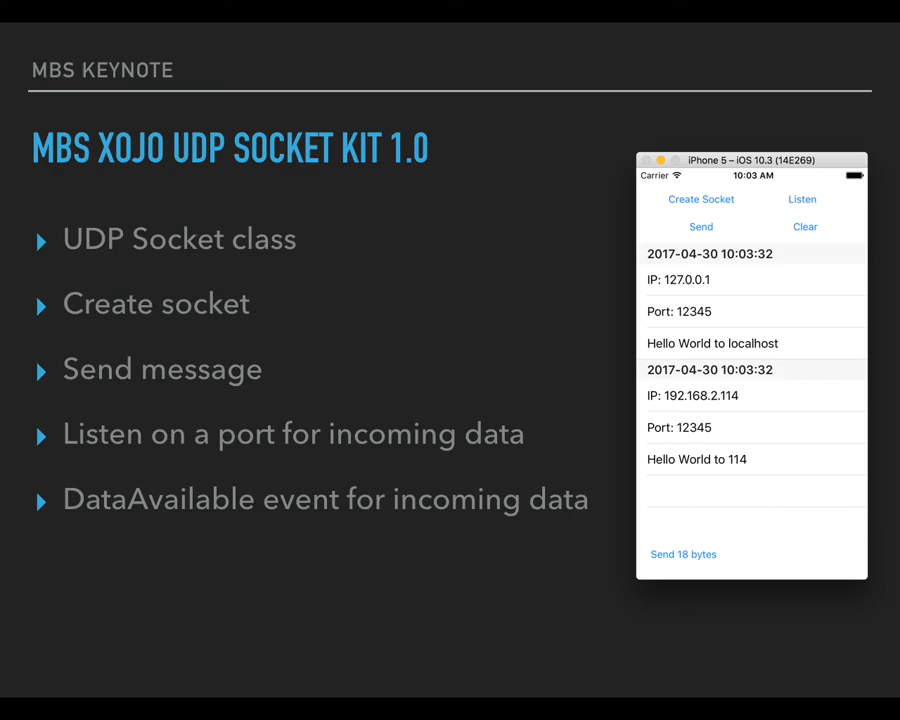 MBS KEYNOTE
MBS XOJO UDP SOCKET KIT 1.0
UDP Socket class
Create socket
Send message
Listen on a port for incoming data
DataAvailable event for incoming data
iPhone 5 – iOS 10.3 (14E269)
Carrier 10:03 AM
Create Socket Listen
Send Clear
2017-04-30 10:03:32
IP: 127.0.0.1
Port: 12345
Hello World to localhost
2017-04-30 10:03:32
IP: 192.168.2.114
Port: 12345
Hello World to 114
Send 18 bytes